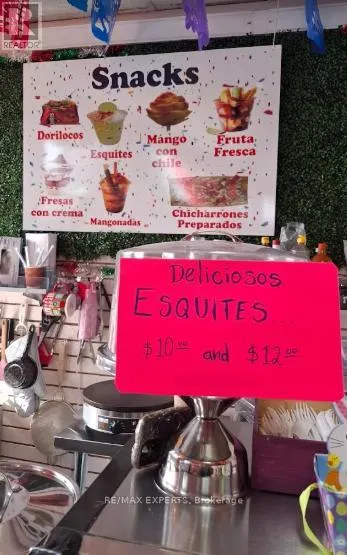 REALTOR
Snacks
Dorilocos
Esquites
Mango
con
chile
Fruta
Fresca
Fresas
con crema
Mangonadas
Chicharrones
Preparados
Deliciosos
ESQUITES...
$10.00 and $12.00
RE/MAX EXPERTS, Brokerage